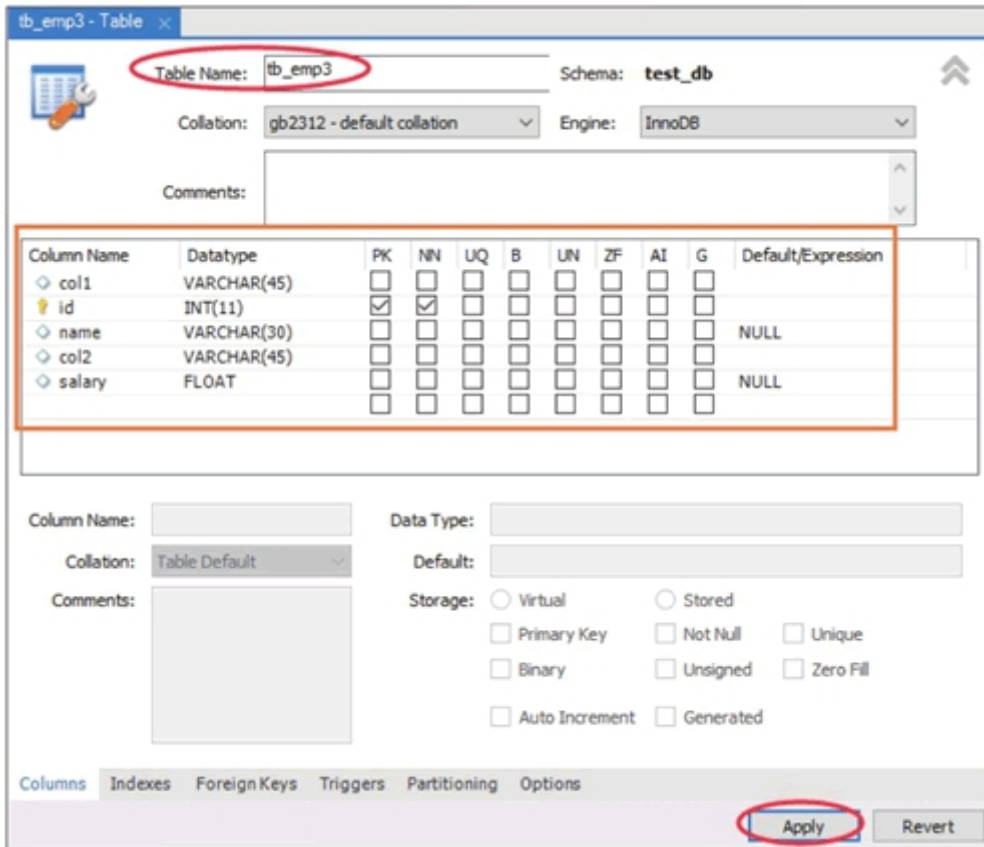 tb_emp3 - Table
Table Name: tb_emp3 Schema: test_db
Collation: gb2312 - default collation Engine: InnoDB
Comments:
Column Name Datatype PK NN UQ B UN ZF AI G Default/Expression
col1 VARCHAR(45)
id INT(11)
name VARCHAR(30) NULL
col2 VARCHAR(45)
salary FLOAT NULL
Column Name: Data Type:
Collation: Table Default Default:
Comments: Storage: Virtual Stored
Primary Key Not Null Unique
Binary Unsigned Zero Fill
Auto Increment Generated
Columns Indexes Foreign Keys Triggers Partitioning Options
Apply Revert